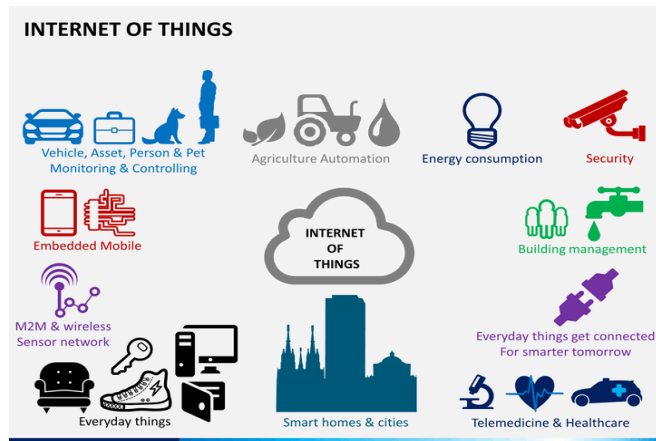 INTERNET OF THINGS
Vehicle, Asset, Person & Pet
Monitoring & Controlling
Agriculture Automation
Energy consumption
Security
Embedded Mobile
INTERNET
OF
THINGS
Building management
M2M & wireless
Sensor network
Everyday things get connected
For smarter tomorrow
Everyday things
Smart homes & cities
Telemedicine & Healthcare